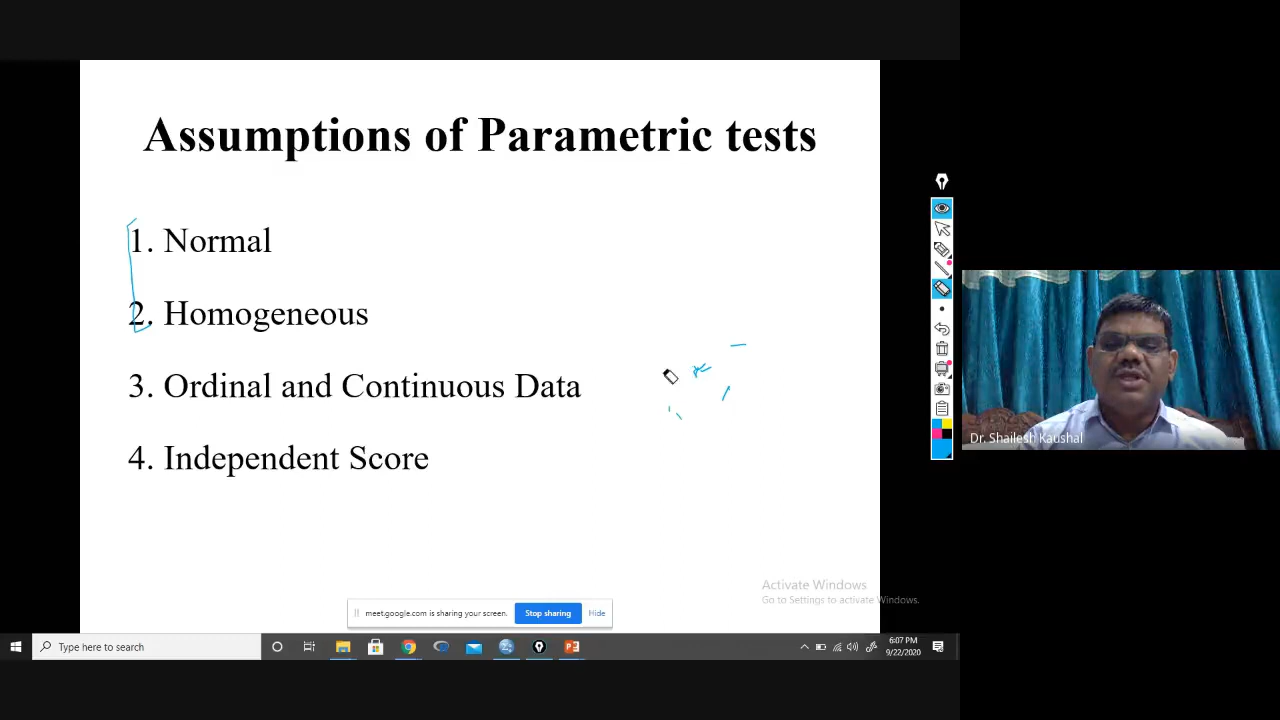 Assumptions of Parametric tests
1. Normal
2. Homogeneous
3. Ordinal and Continuous Data
4. Independent Score
Dr. Shailesh Kaushal
Activate Windows
Go to Settings to activate Windows.
meet.google.com is sharing your screen.
Stop sharing
Hide
Type here to search
6:07 PM
9/22/2020